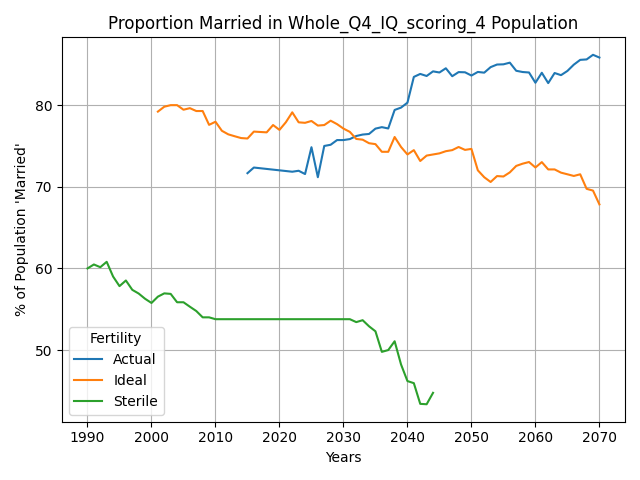 Proportion Married in Whole_Q4_IQ_scoring_4 Population
% of Population 'Married'
80
70
60
50
Fertility
Actual
Ideal
Sterile
1990 2000 2010 2020 2030 2040 2050 2060 2070
Years